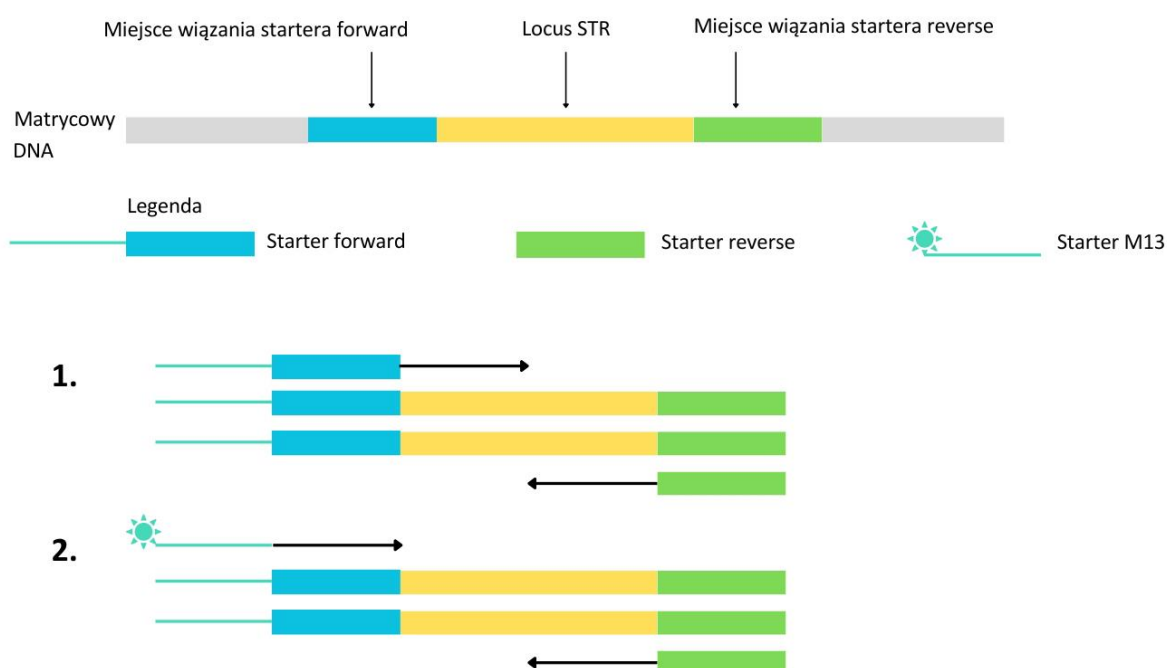 Miejsce wiązania startera forward
Locus STR
Miejsce wiązania startera reverse
Matrycowy
DNA
Legenda
Starter forward
Starter reverse
Starter M13
1.
2.